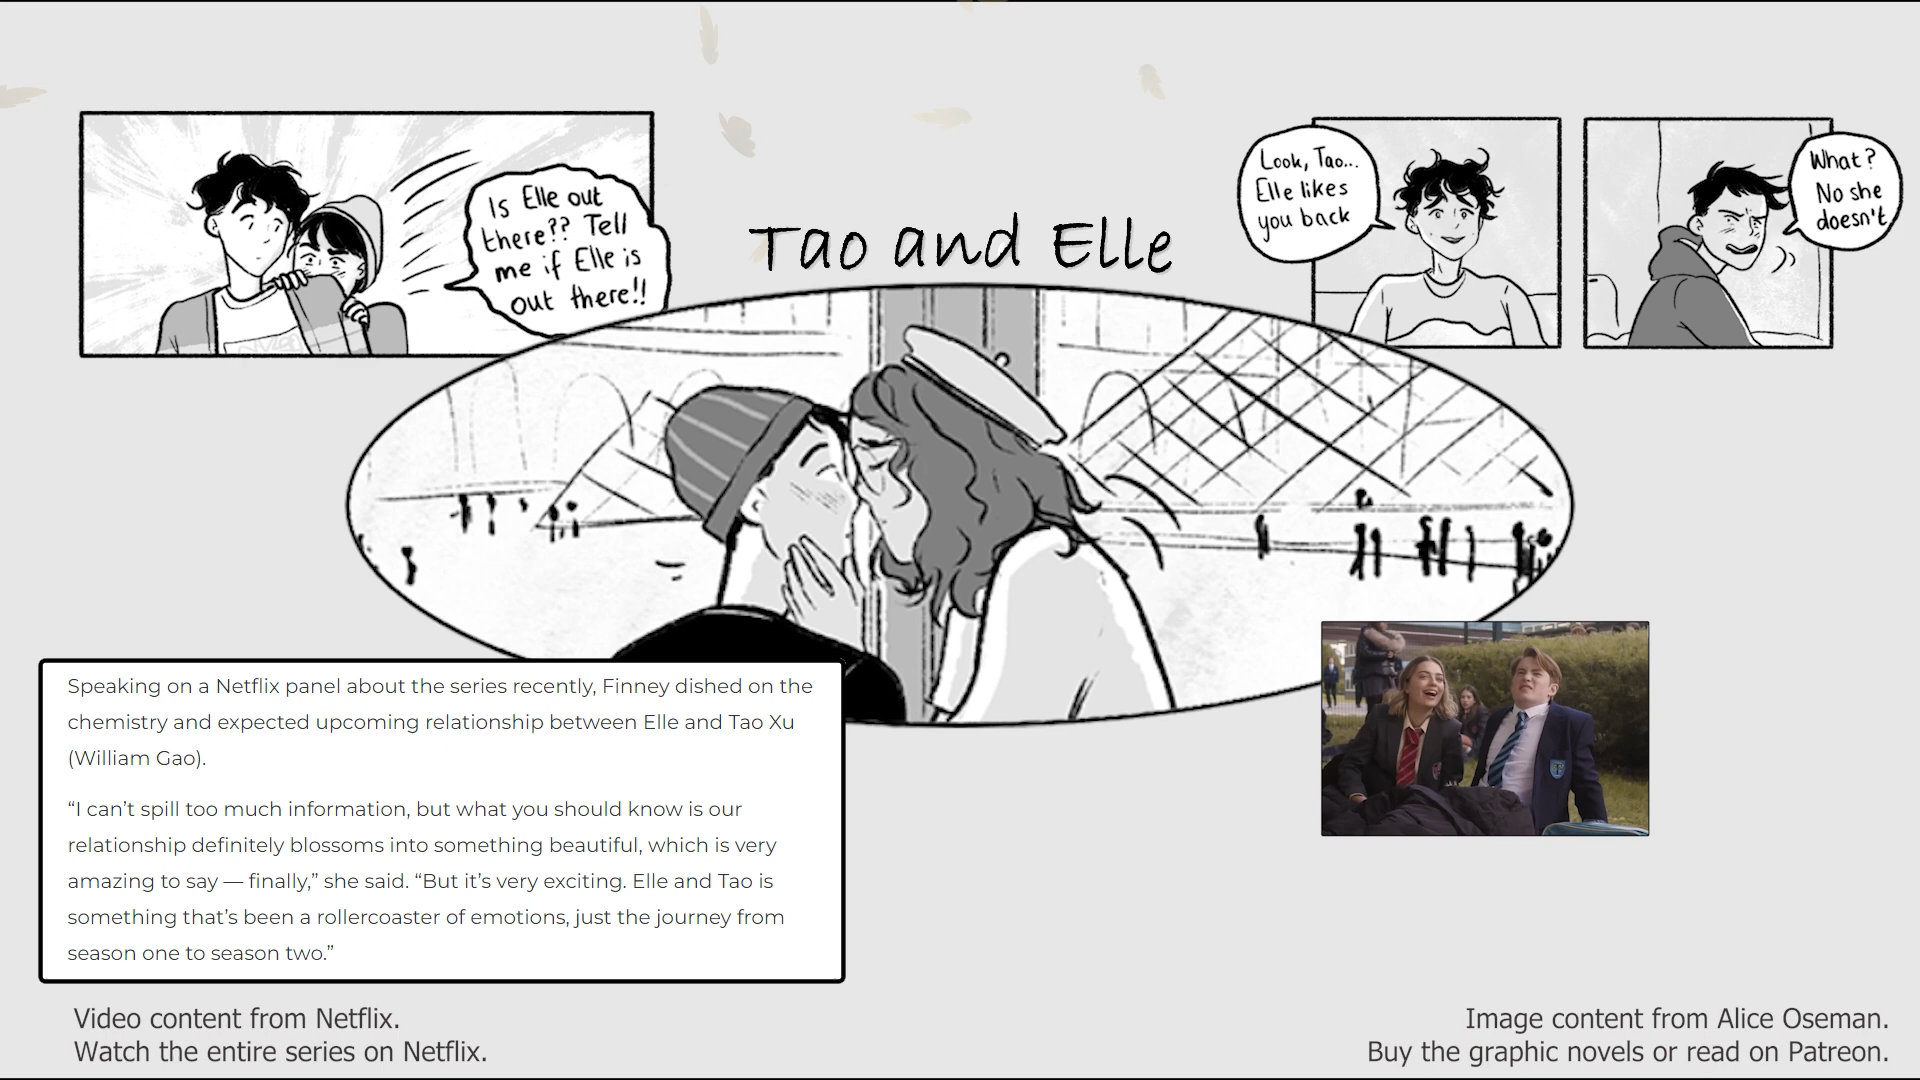 Is Elle out
there?? Tell
me if Elle is
out there!!
Tao and Elle
Look, Tao...
Elle likes
you back
What?
No she
doesn't
Speaking on a Netflix panel about the series recently, Finney dished on the
chemistry and expected upcoming relationship between Elle and Tao Xu
(William Gao).
“I can’t spill too much information, but what you should know is our
relationship definitely blossoms into something beautiful, which is very
amazing to say — finally,” she said. “But it’s very exciting. Elle and Tao is
something that’s been a rollercoaster of emotions, just the journey from
season one to season two.”
Video content from Netflix.
Watch the entire series on Netflix.
Image content from Alice Oseman.
Buy the graphic novels or read on Patreon.